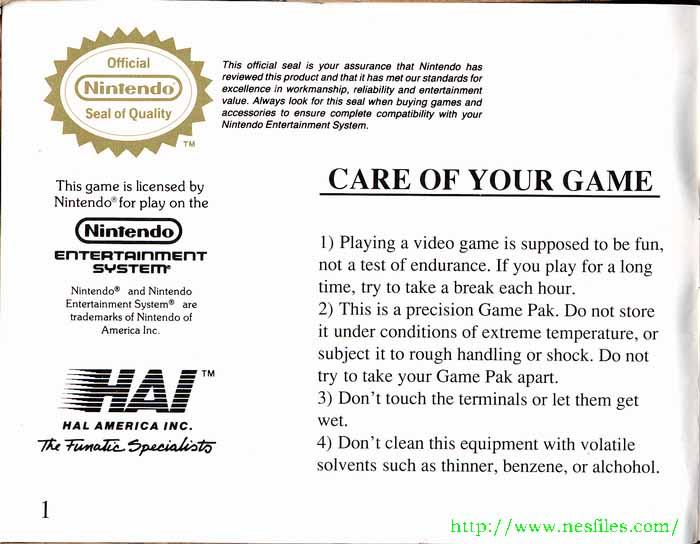 Official
Nintendo
Seal of Quality
TM
This official seal is your assurance that Nintendo has
reviewed this product and that it has met our standards for
excellence in workmanship, reliability and entertainment
value. Always look for this seal when buying games and
accessories to ensure complete compatibility with your
Nintendo Entertainment System.
This game is licensed by
Nintendo® for play on the
Nintendo
ENTERTAINMENT
SYSTEM®
Nintendo® and Nintendo
Entertainment System® are
trademarks of Nintendo of
America Inc.
HAL TM
HAL AMERICA INC.
The Funatic Specialists
1
CARE OF YOUR GAME
1) Playing a video game is supposed to be fun,
not a test of endurance. If you play for a long
time, try to take a break each hour.
2) This is a precision Game Pak. Do not store
it under conditions of extreme temperature, or
subject it to rough handling or shock. Do not
try to take your Game Pak apart.
3) Don't touch the terminals or let them get
wet.
4) Don't clean this equipment with volatile
solvents such as thinner, benzene, or alchohol.
http://www.nesfiles.com/